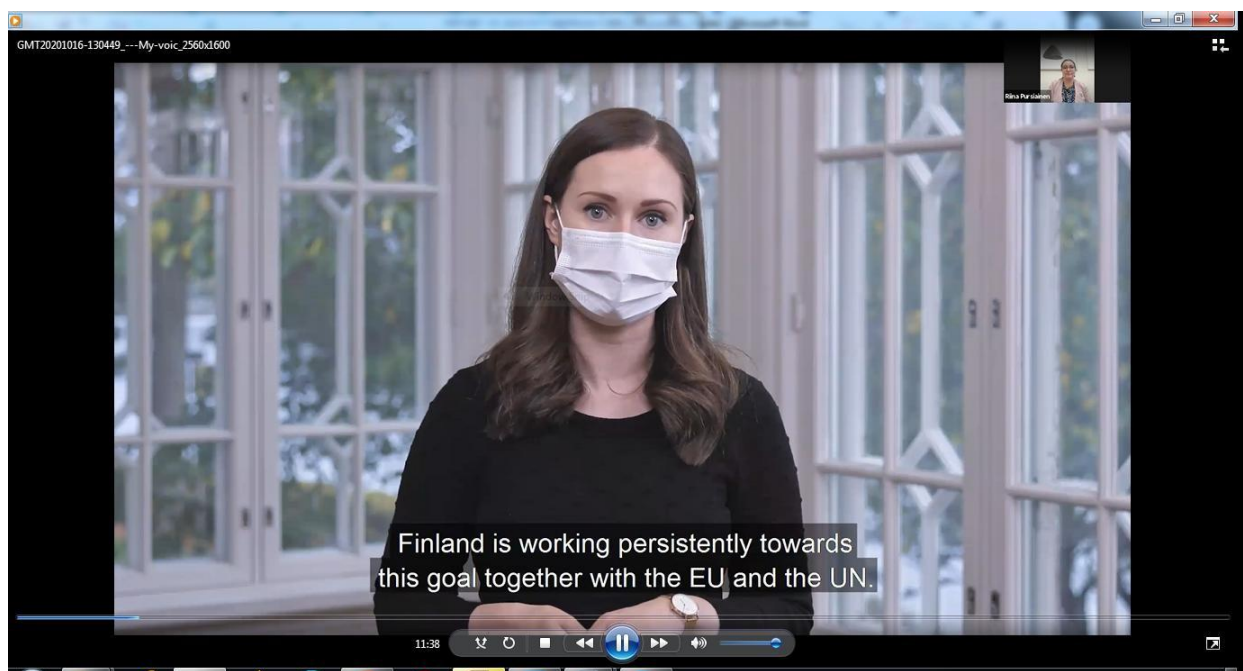 GMT20201016-130449_---My-voic_2560x1600
Riina Pursiainen
Finland is working persistently towards
this goal together with the EU and the UN.
11:38